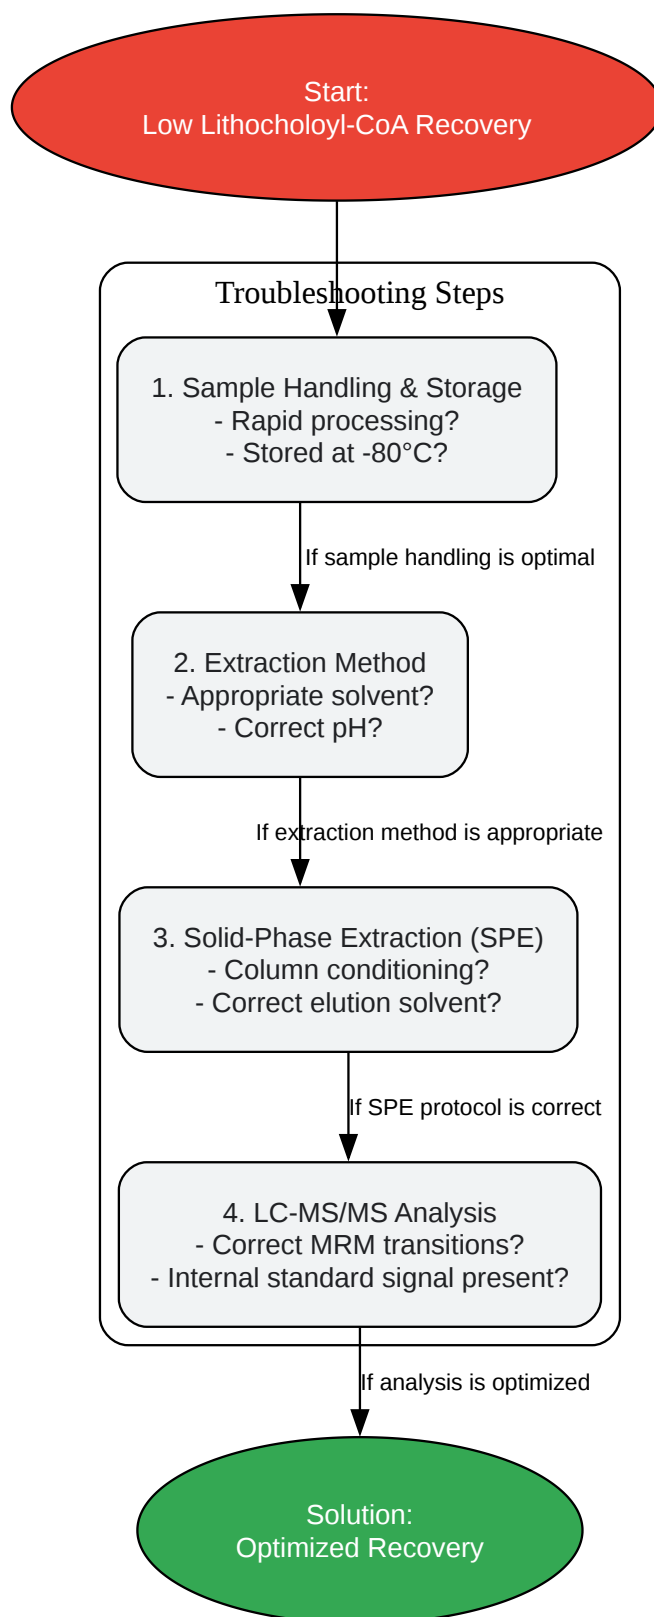 Start:
Low Lithocholoyl-CoA Recovery
Troubleshooting Steps
1. Sample Handling & Storage
- Rapid processing?
- Stored at -80°C?
If sample handling is optimal
2. Extraction Method
- Appropriate solvent?
- Correct pH?
If extraction method is appropriate
3. Solid-Phase Extraction (SPE)
- Column conditioning?
- Correct elution solvent?
If SPE protocol is correct
4. LC-MS/MS Analysis
- Correct MRM transitions?
- Internal standard signal present?
If analysis is optimized
Solution:
Optimized Recovery